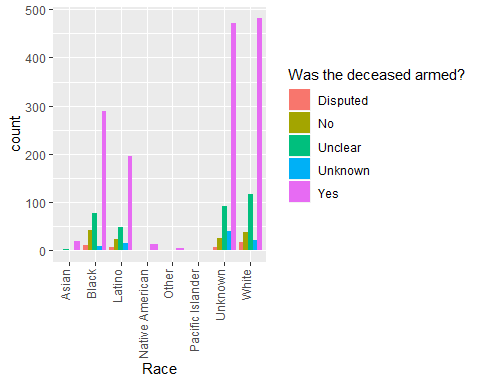 500
400
300
200
100
0
count
Asian
Black
Latino
Native American
Other
Pacific Islander
Unknown
White
Race
Was the deceased armed?
Disputed
No
Unclear
Unknown
Yes